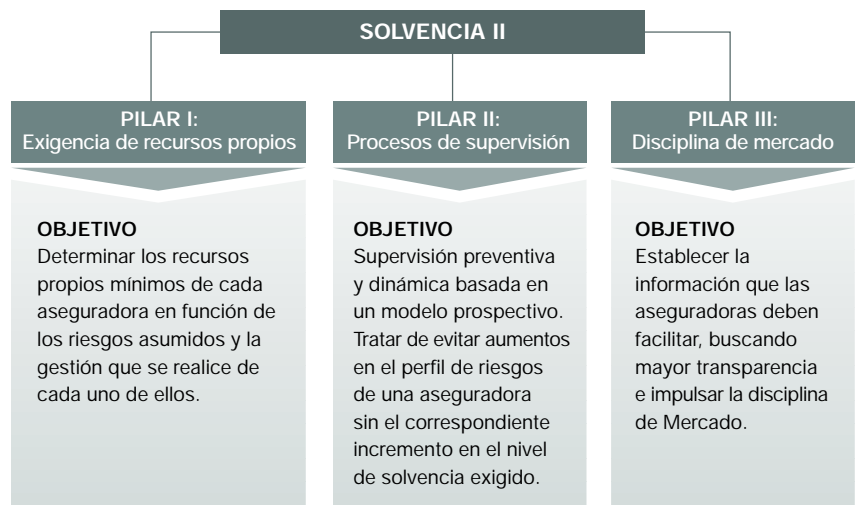 SOLVENCIA II
PILAR I:
Exigencia de recursos propios
OBJETIVO
Determinar los recursos
propios mínimos de cada
aseguradora en función de
los riesgos asumidos y la
gestión que se realice de
cada uno de ellos.
PILAR II:
Procesos de supervisión
OBJETIVO
Supervisión preventiva
y dinámica basada en
un modelo prospectivo.
Tratar de evitar aumentos
en el perfil de riesgos
de una aseguradora
sin el correspondiente
incremento en el nivel
de solvencia exigido.
PILAR III:
Disciplina de mercado
OBJETIVO
Establecer la
información que las
aseguradoras deben
facilitar, buscando
mayor transparencia
e impulsar la disciplina
de Mercado.